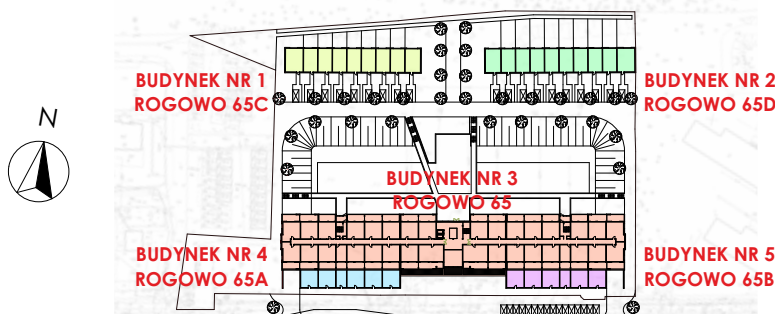 BUDYNEK NR 1
ROGOWO 65C
BUDYNEK NR 2
ROGOWO 65D
N
BUDYNEK NR 3
ROGOWO 65
BUDYNEK NR 4
ROGOWO 65A
BUDYNEK NR 5
ROGOWO 65B